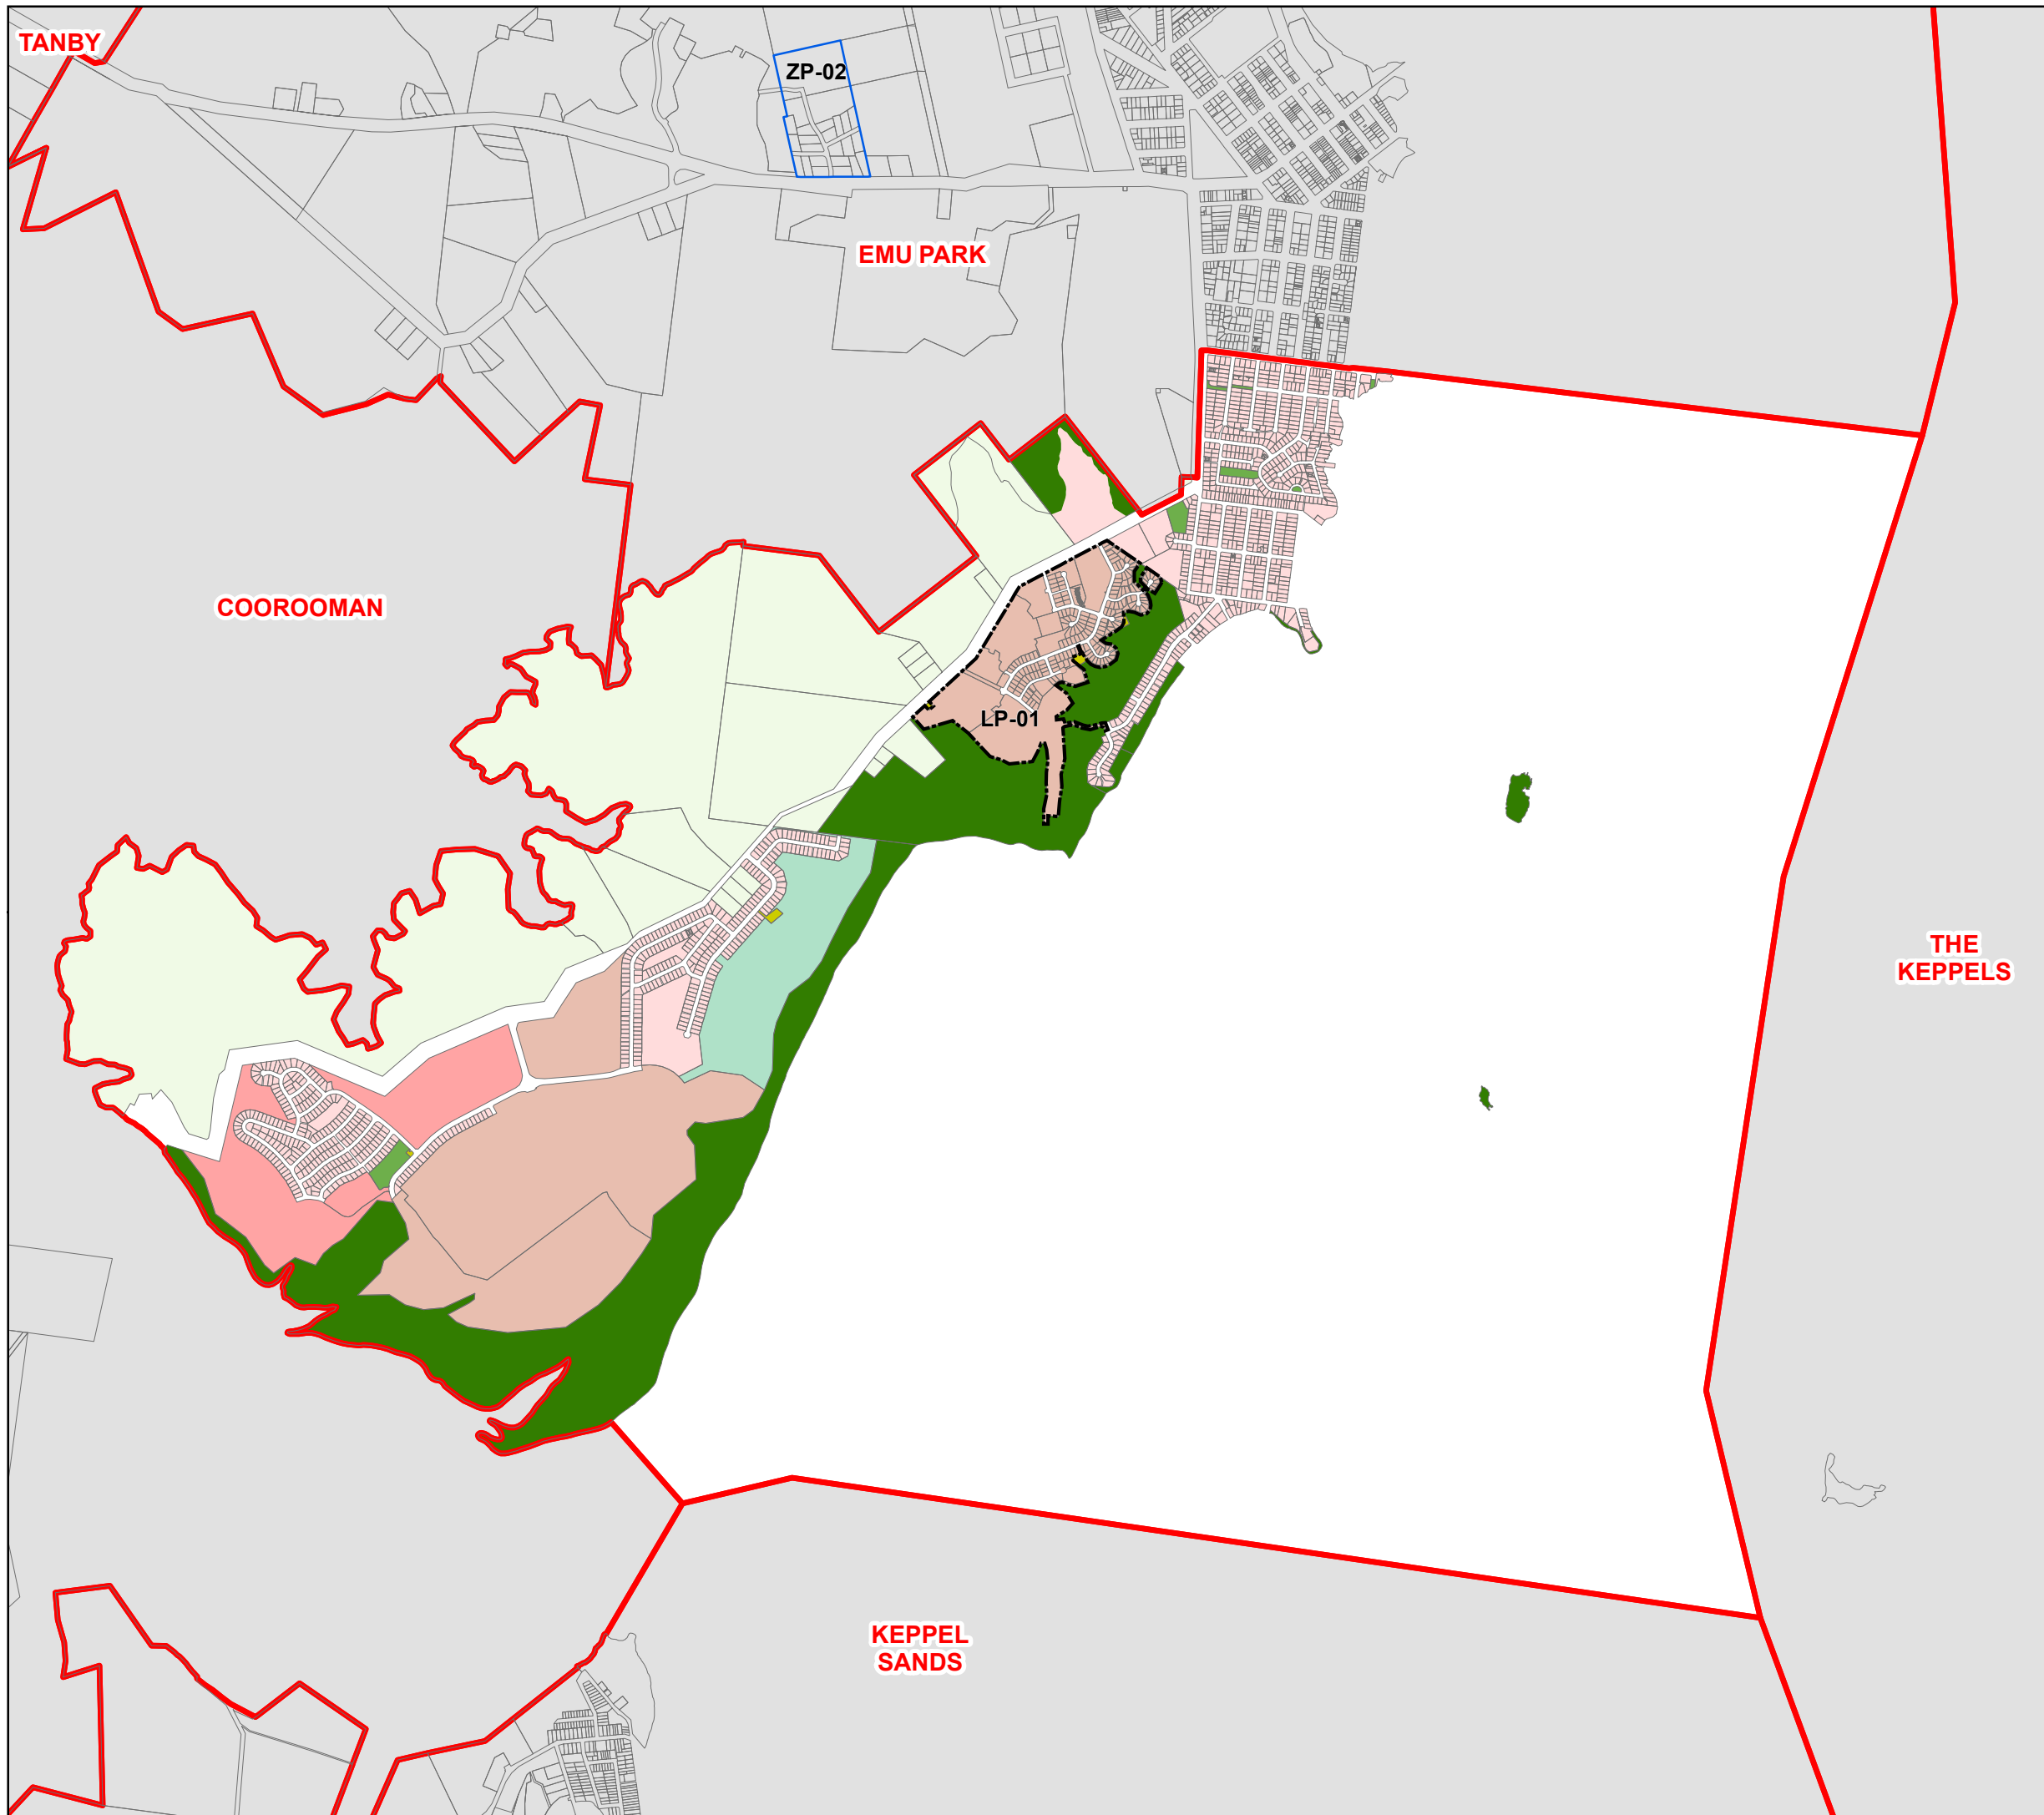 TANBY
ZP-02
EMU PARK
COOROOMAN
LP-01
THE
KEPPELS
KEPPEL
SANDS